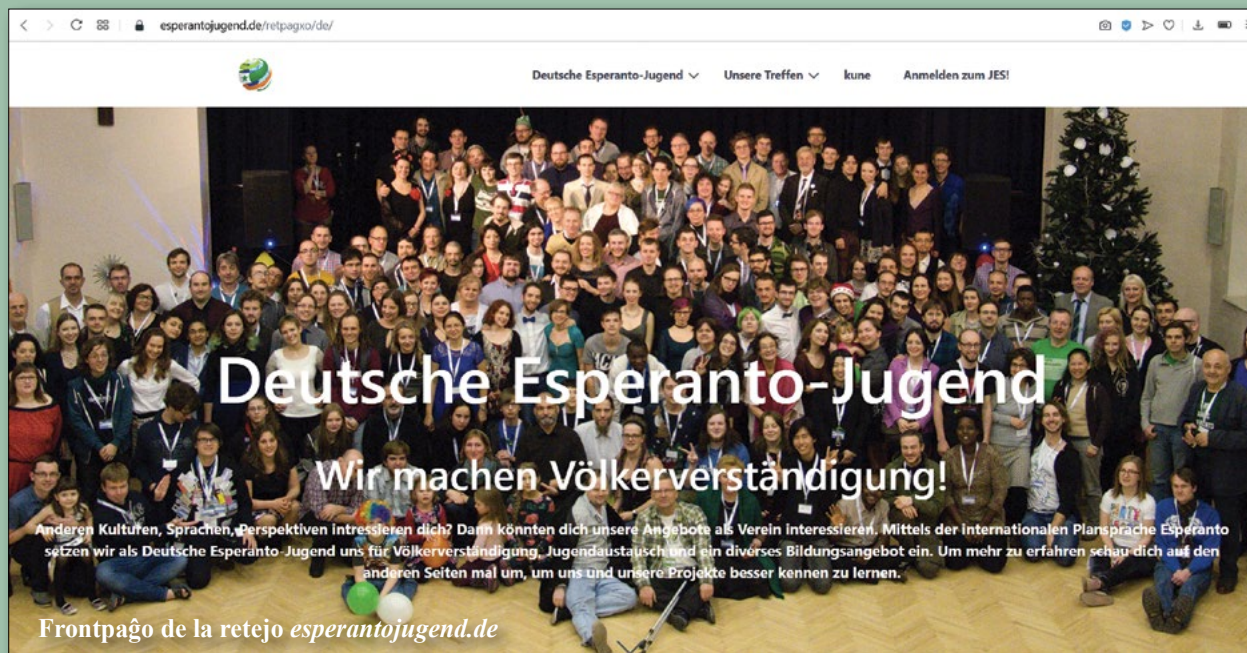 esperantojugend.de/retpagxo/de/
Deutsche Esperanto-Jugend Unsere Treffen kune Anmelden zum JES!
Deutsche Esperanto-Jugend
Wir machen Völkerverständigung!
Anderen Kulturen, Sprachen, Perspektiven intressieren dich? Dann könnten dich unsere Angebote als Verein interessieren. Mittels der internationalen Plansprache Esperanto
setzen wir als Deutsche Esperanto-Jugend uns für Völkerverständigung, Jugendaustausch und ein diverses Bildungsangebot ein. Um mehr zu erfahren schau dich auf den
anderen Seiten mal um, um uns und unsere Projekte besser kennen zu lernen.
Frontpaĝo de la retejo esperantojugend.de